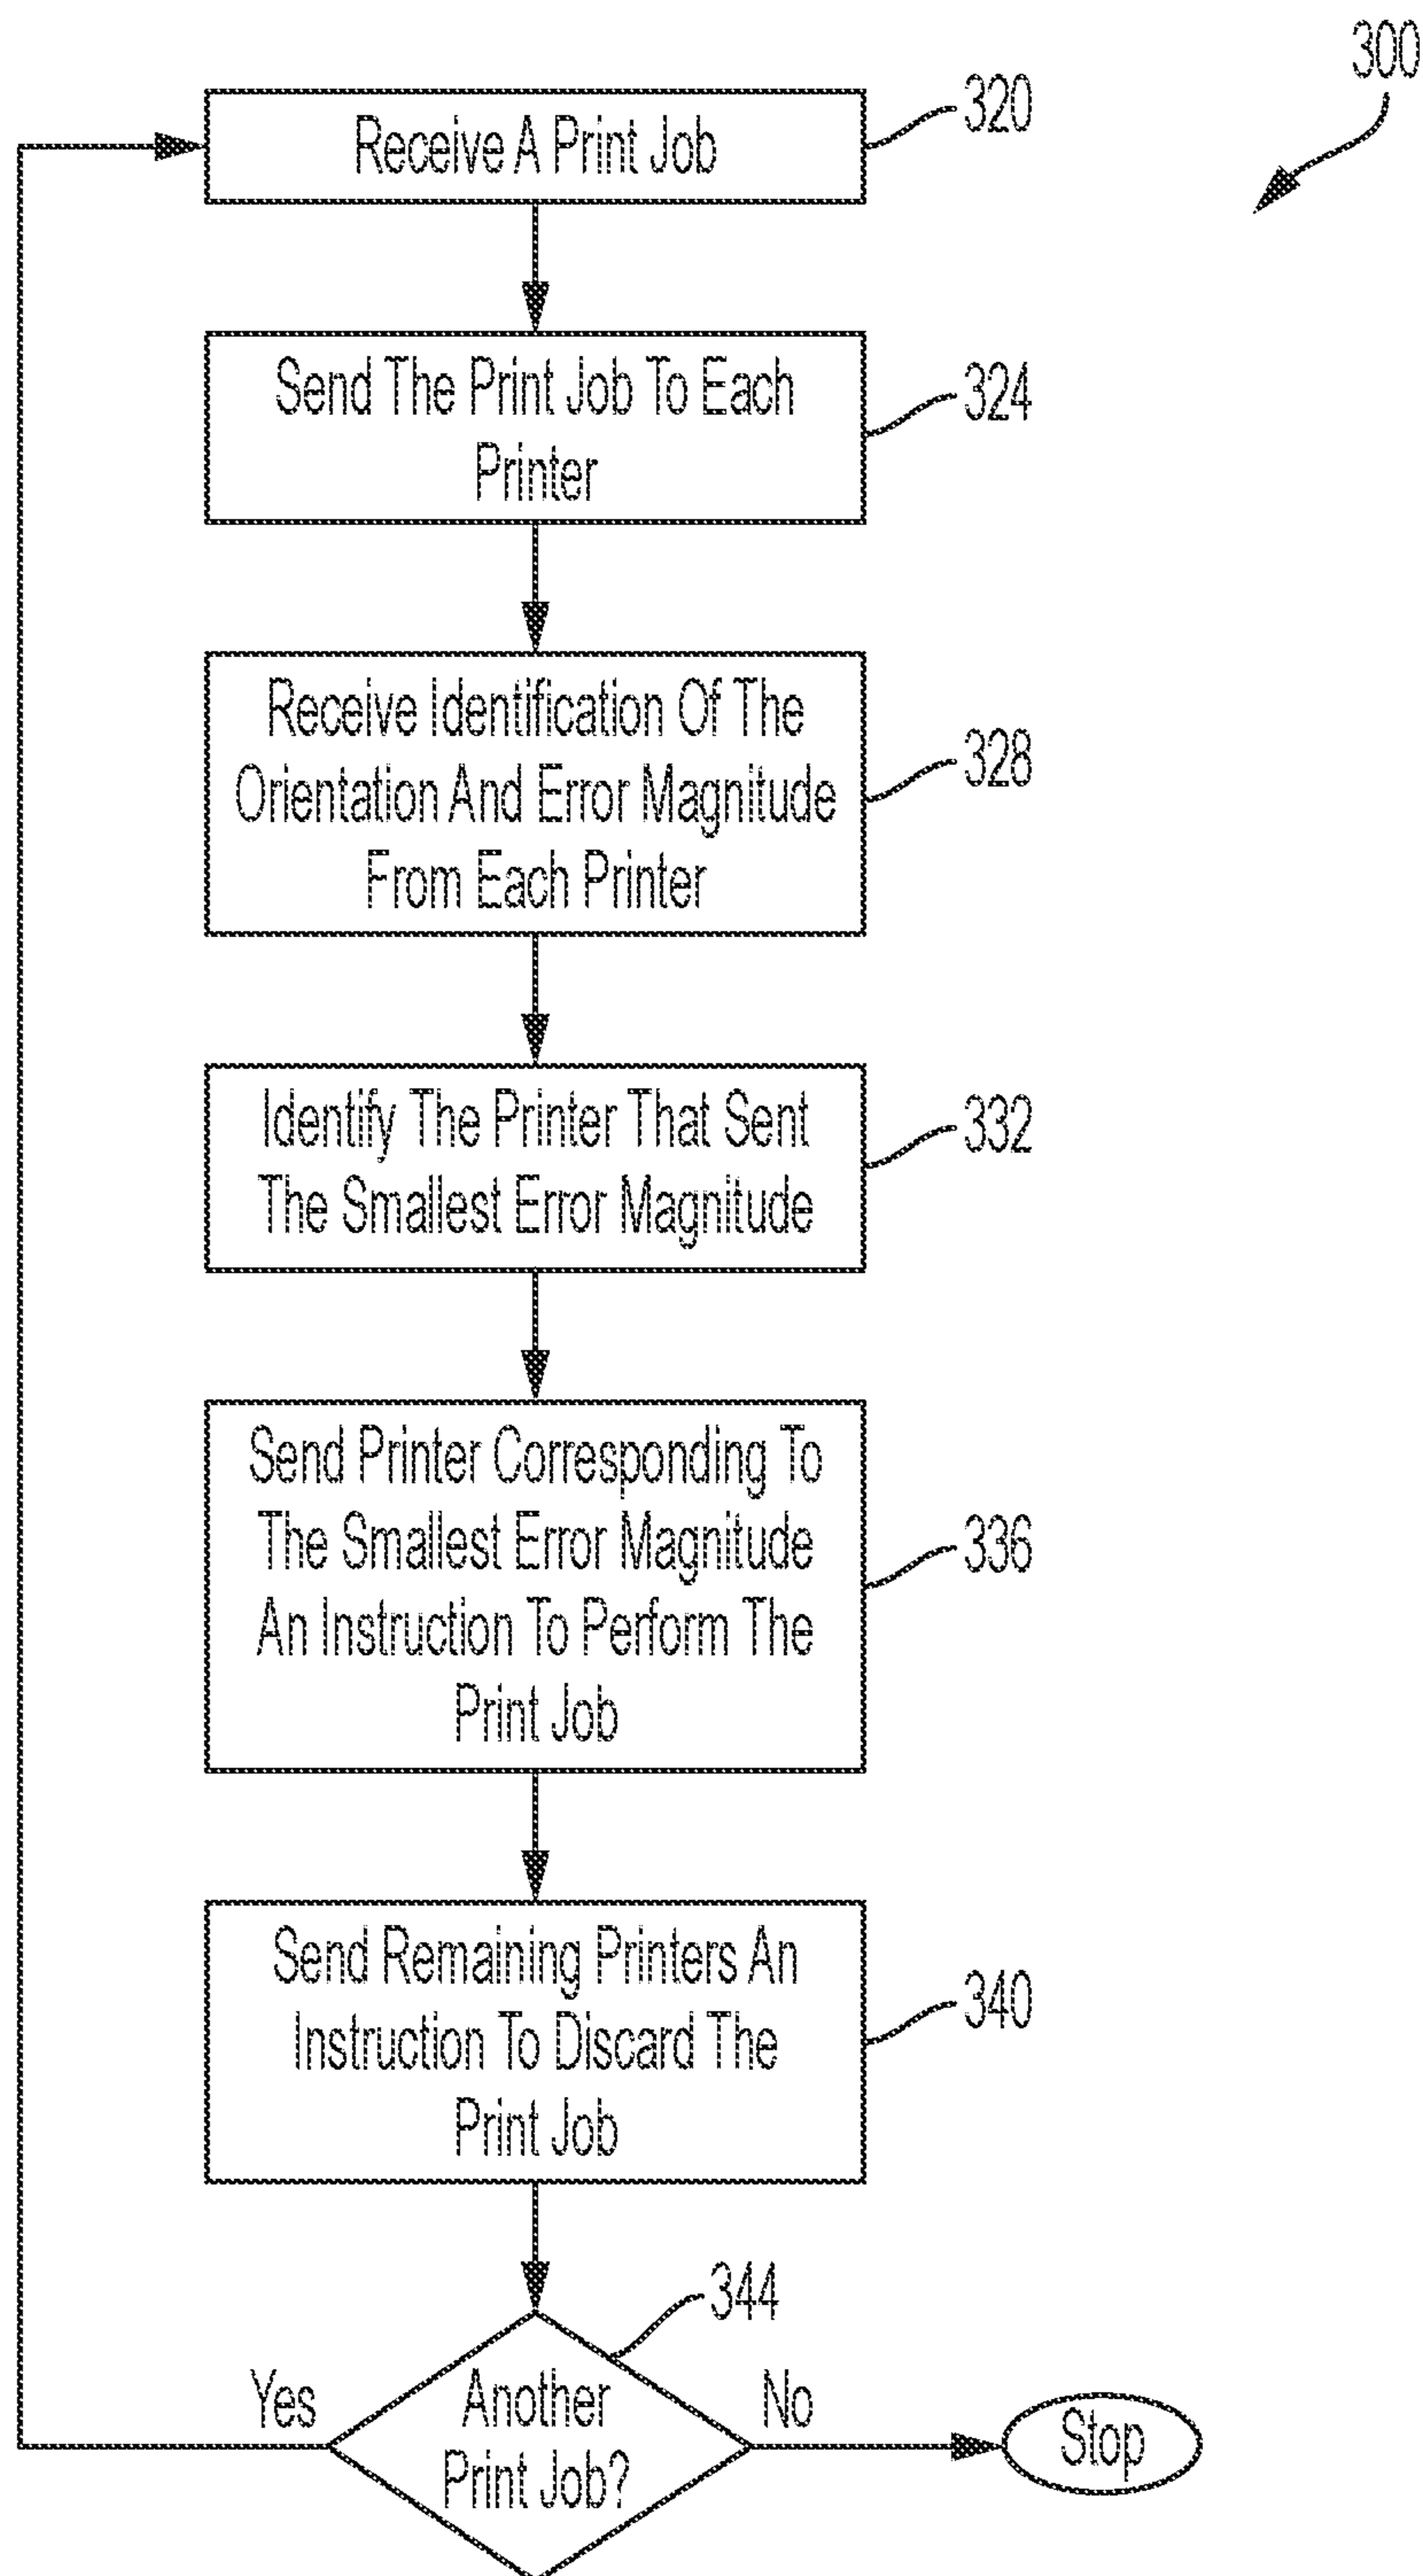 300
Receive A Print Job
320
Send The Print Job To Each
Printer
324
Receive Identification Of The
Orientation And Error Magnitude
From Each Printer
328
Identify The Printer That Sent
The Smallest Error Magnitude
332
Send Printer Corresponding To
The Smallest Error Magnitude
An Instruction To Perform The
Print Job
336
Send Remaining Printers An
Instruction To Discard The
Print Job
340
344
Yes
Another
Print Job?
No
Stop